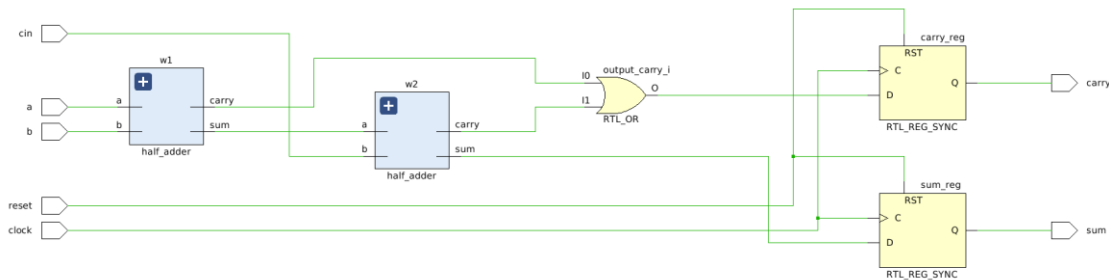 cin
a
b
reset
clock
w1
a
b
carry
sum
half_adder
w2
a
b
carry
sum
half_adder
output_carry_i
I0
I1
O
RTL_OR
carry_reg
RST
C
D
Q
RTL_REG_SYNC
sum_reg
RST
C
D
Q
RTL_REG_SYNC
carry
sum